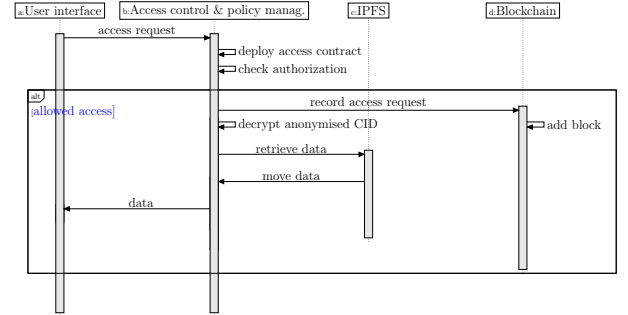 a:User interface
b:Access control & policy manag.
c:IPFS
d:Blockchain
access request
deploy access contract
check authorization
alt
[allowed access]
record access request
decrypt anonymised CID
add block
retrieve data
move data
data